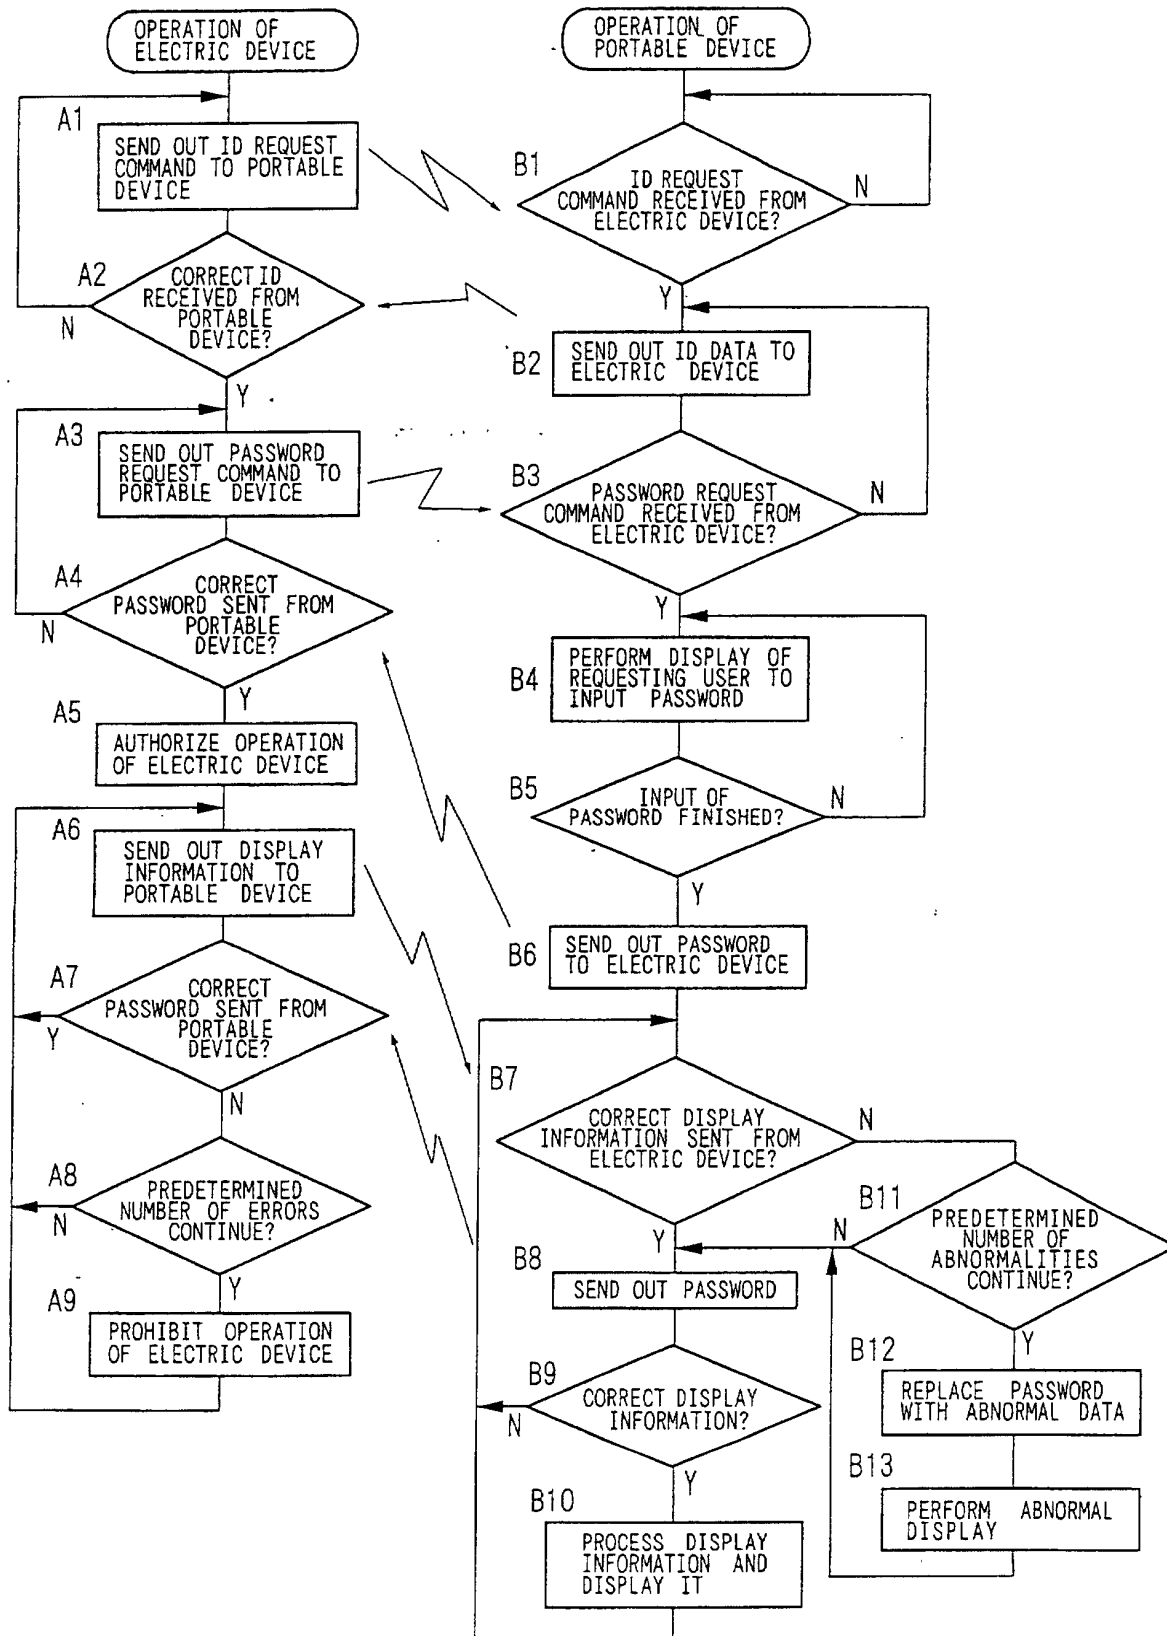 OPERATION OF
ELECTRIC DEVICE
A1
SEND OUT ID REQUEST
COMMAND TO PORTABLE
DEVICE
A2
CORRECT ID
RECEIVED FROM
PORTABLE
DEVICE?
N
Y
A3
SEND OUT PASSWORD
REQUEST COMMAND TO
PORTABLE DEVICE
A4
CORRECT
PASSWORD SENT FROM
PORTABLE
DEVICE?
N
Y
A5
AUTHORIZE OPERATION
OF ELECTRIC DEVICE
A6
SEND OUT DISPLAY
INFORMATION TO
PORTABLE DEVICE
A7
CORRECT
PASSWORD SENT FROM
PORTABLE
DEVICE?
Y
N
A8
PREDETERMINED
NUMBER OF ERRORS
CONTINUE?
N
Y
A9
PROHIBIT OPERATION
OF ELECTRIC DEVICE
OPERATION OF
PORTABLE DEVICE
B1
ID REQUEST
COMMAND RECEIVED FROM
ELECTRIC DEVICE?
N
Y
B2
SEND OUT ID DATA TO
ELECTRIC DEVICE
B3
PASSWORD REQUEST
COMMAND RECEIVED FROM
ELECTRIC DEVICE?
N
Y
B4
PERFORM DISPLAY OF
REQUESTING USER TO
INPUT PASSWORD
B5
INPUT OF
PASSWORD FINISHED?
N
Y
B6
SEND OUT PASSWORD
TO ELECTRIC DEVICE
B7
CORRECT DISPLAY
INFORMATION SENT FROM
ELECTRIC DEVICE?
N
Y
B8
SEND OUT PASSWORD
B9
CORRECT DISPLAY
INFORMATION?
N
Y
B10
PROCESS DISPLAY
INFORMATION AND
DISPLAY IT
B11
PREDETERMINED
NUMBER OF
ABNORMALITIES
CONTINUE?
N
Y
B12
REPLACE PASSWORD
WITH ABNORMAL DATA
B13
PERFORM ABNORMAL
DISPLAY